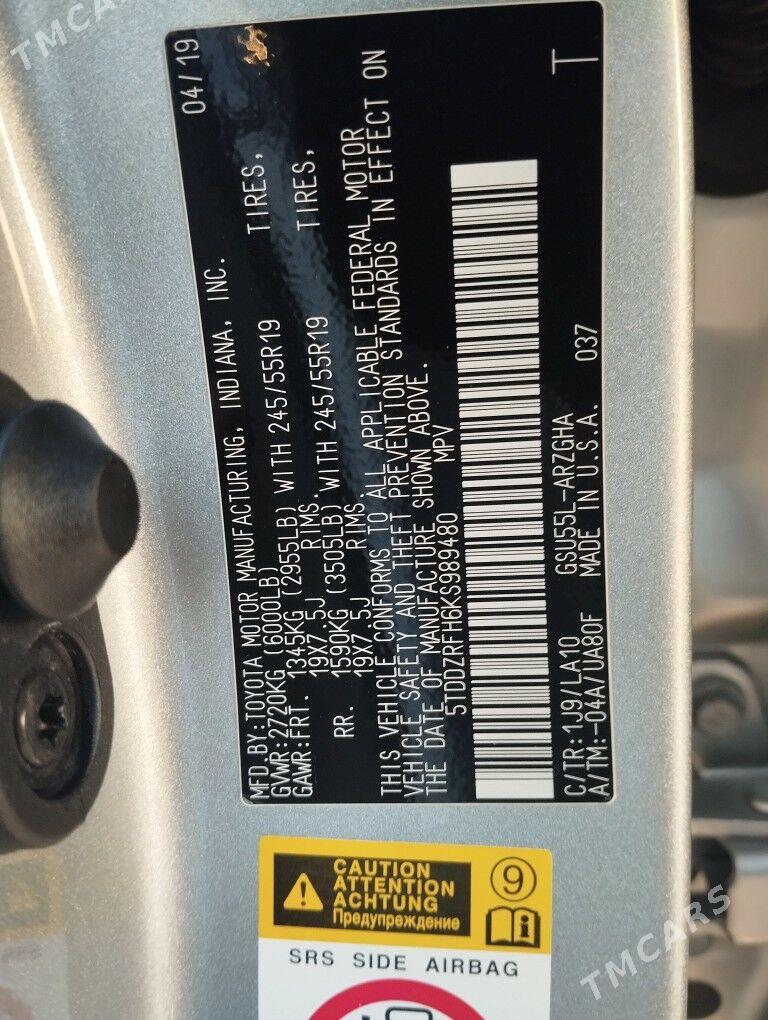 TMCARS
MFD.BY:TOYOTA MOTOR MANUFACTURING, INDIANA, INC. 04/19
GVWR:2720KG (6000LB)
GAWR:FRT. 1345KG (2955LB) WITH 245/55R19 TIRES,
19X7.5J RIMS.
RR. 1590KG (3505LB) WITH 245/55R19 TIRES,
19X7.5J RIMS.
THIS VEHICLE CONFORMS TO ALL APPLICABLE FEDERAL MOTOR
VEHICLE SAFETY AND THEFT PREVENTION STANDARDS IN EFFECT ON
THE DATE OF MANUFACTURE SHOWN ABOVE.
5TDDZRFH6KS989480 MPV
C/TR:1J9/LA10 GSU55L-ARZGHA
A/TM:-04A/UA80F MADE IN U.S.A. 037 T
CAUTION
ATTENTION
ACHTUNG
Предупреждение
9
SRS SIDE AIRBAG
TMCARS